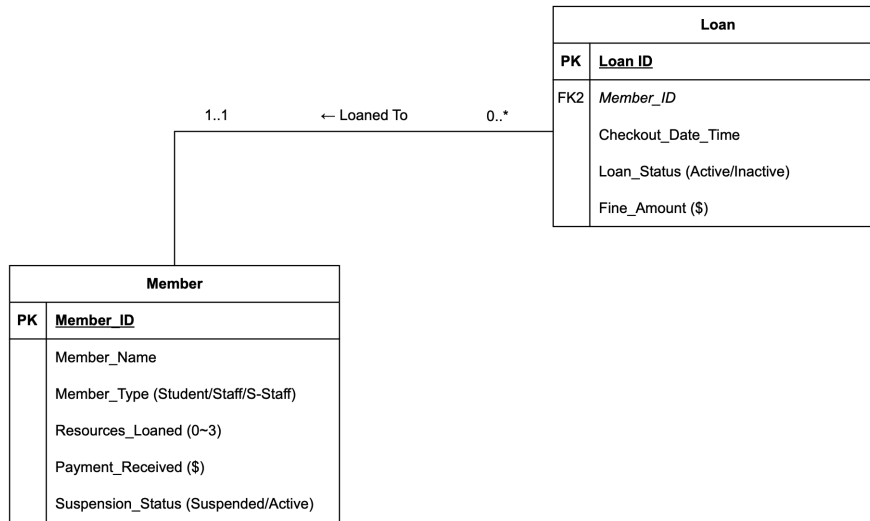 Loan
PK Loan ID
FK2 Member_ID
Checkout_Date_Time
Loan_Status (Active/Inactive)
Fine_Amount ($)
1..1 ← Loaned To 0..*
Member
PK Member_ID
Member_Name
Member_Type (Student/Staff/S-Staff)
Resources_Loaned (0~3)
Payment_Received ($)
Suspension_Status (Suspended/Active)